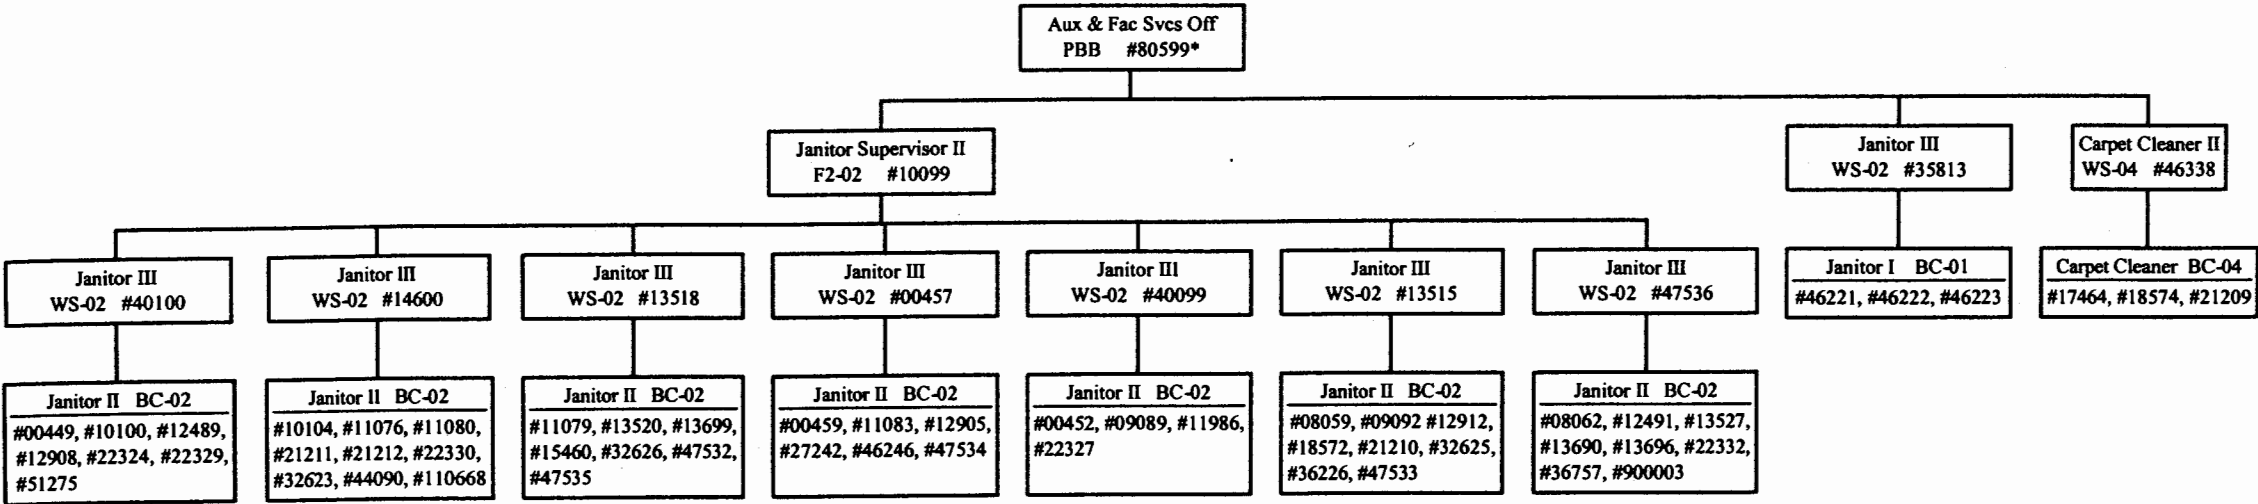 Aux & Fac Svcs Off
PBB #80599*
Janitor Supervisor II
F2-02 #10099
Janitor III
WS-02 #35813
Carpet Cleaner II
WS-04 #46338
Janitor III
WS-02 #40100
Janitor III
WS-02 #14600
Janitor III
WS-02 #13518
Janitor III
WS-02 #00457
Janitor III
WS-02 #40099
Janitor III
WS-02 #13515
Janitor III
WS-02 #47536
Janitor I BC-01
#46221, #46222, #46223
Carpet Cleaner BC-04
#17464, #18574, #21209
Janitor II BC-02
#00449, #10100, #12489,
#12908, #22324, #22329,
#51275
Janitor II BC-02
#10104, #11076, #11080,
#21211, #21212, #22330,
#32623, #44090, #110668
Janitor II BC-02
#11079, #13520, #13699,
#15460, #32626, #47532,
#47535
Janitor II BC-02
#00459, #11083, #12905,
#27242, #46246, #47534
Janitor II BC-02
#00452, #09089, #11986,
#22327
Janitor II BC-02
#08059, #09092 #12912,
#18572, #21210, #32625,
#36226, #47533
Janitor II BC-02
#08062, #12491, #13527,
#13690, #13696, #22332,
#36757, #900003